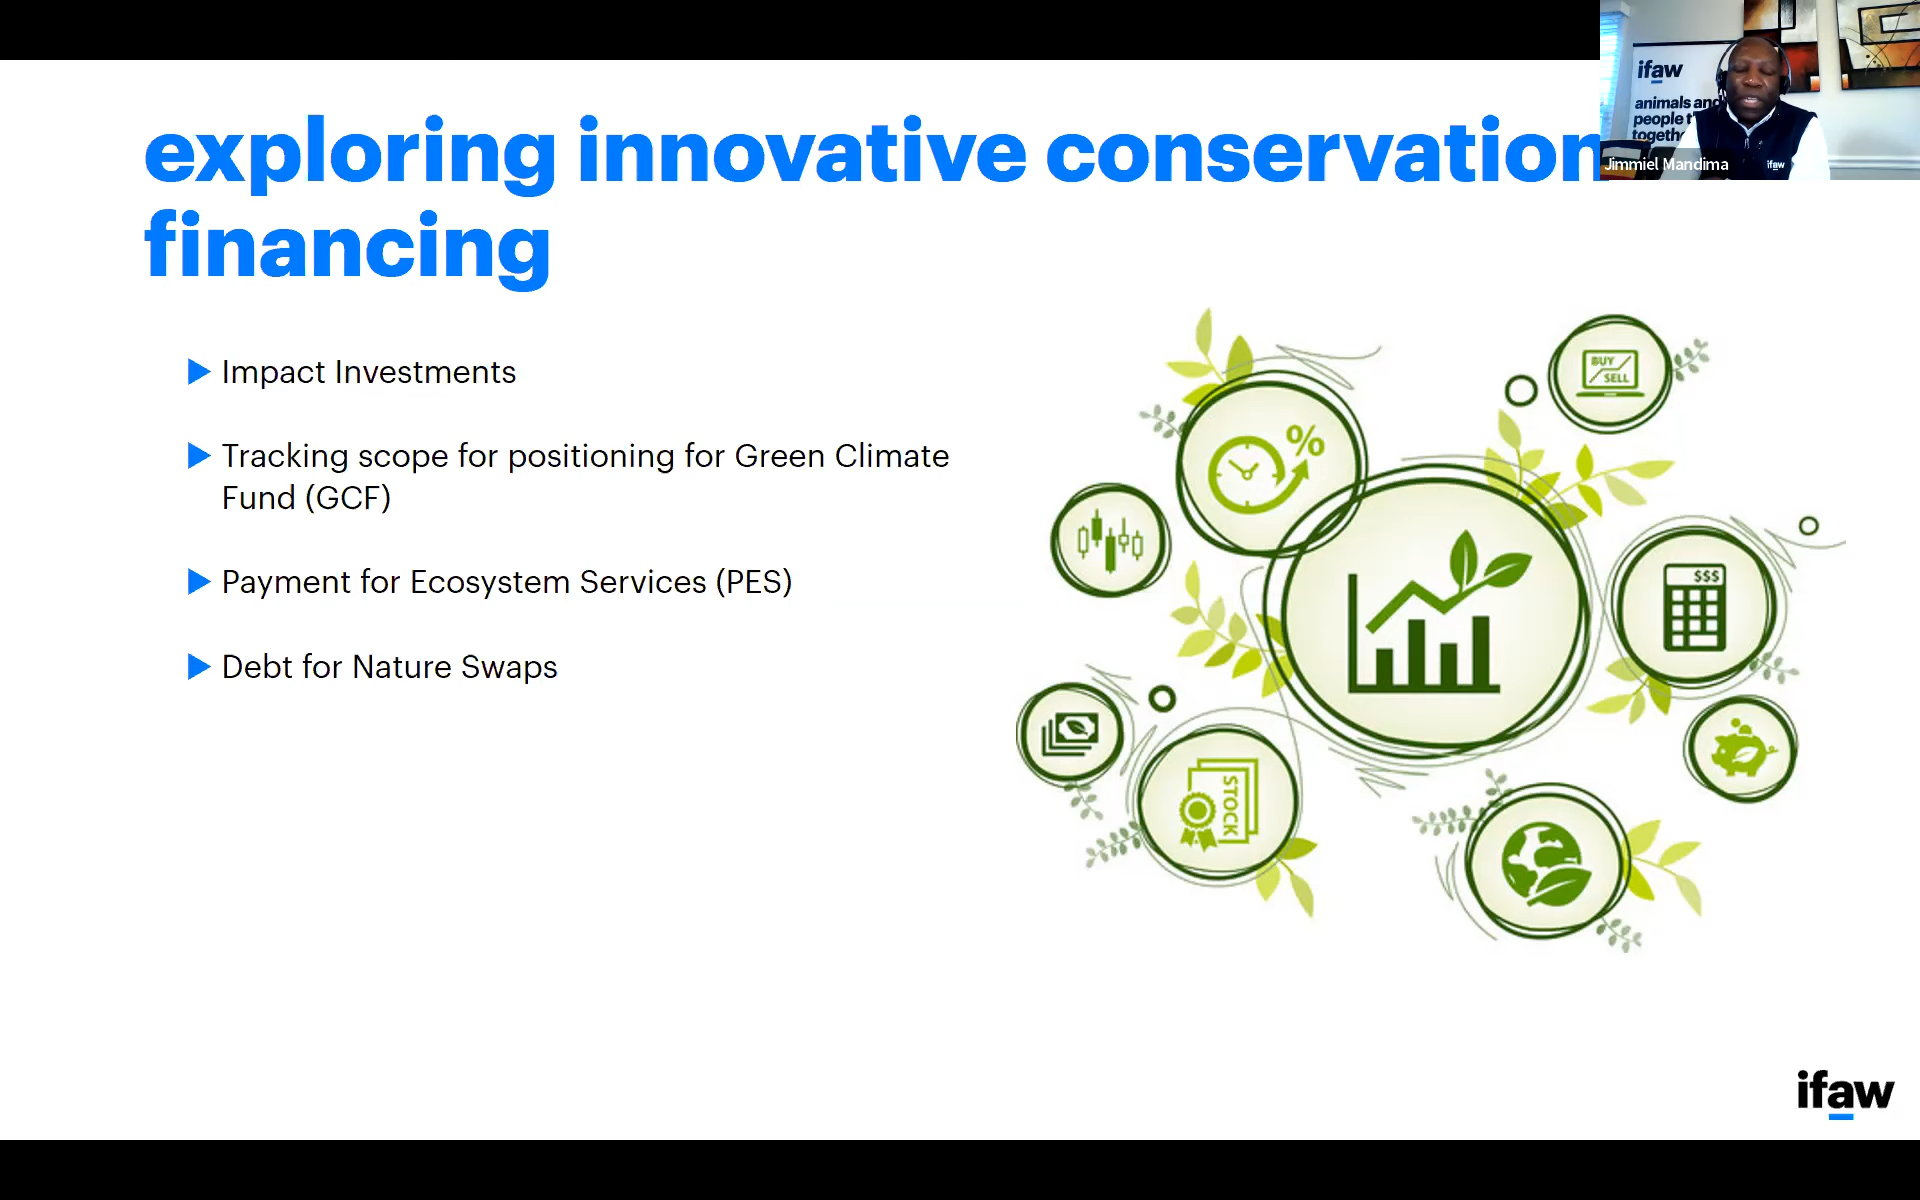 exploring innovative conservation
financing
Impact Investments
Tracking scope for positioning for Green Climate
Fund (GCF)
Payment for Ecosystem Services (PES)
Debt for Nature Swaps
BUY
SELL
%
$$$
STOCK
ifaw
animals and
people t
togeth
ifaw
Jimmiel Mandima
ifaw